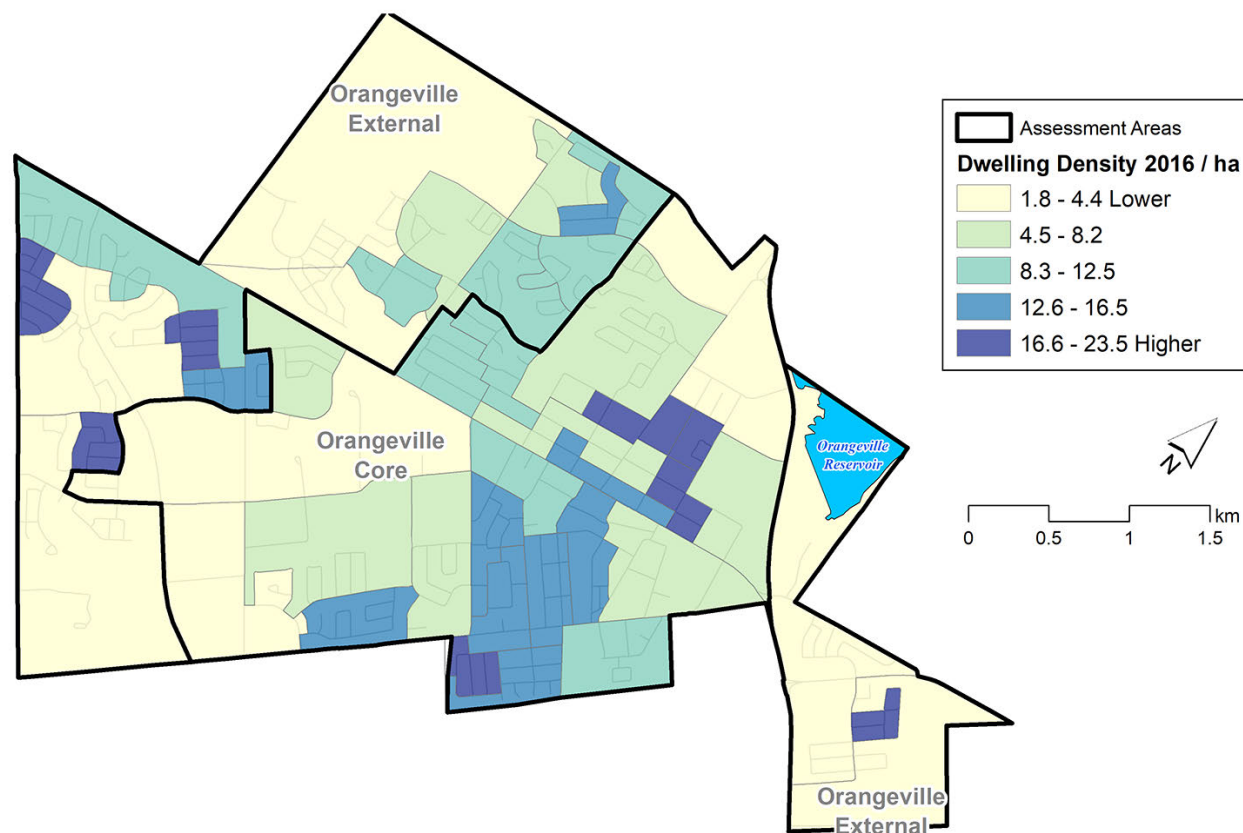 Orangeville
External
Orangeville
Core
Orangeville
Reservoir
Orangeville
External
Assessment Areas
Dwelling Density 2016 / ha
1.8 - 4.4 Lower
4.5 - 8.2
8.3 - 12.5
12.6 - 16.5
16.6 - 23.5 Higher
N
km
0 0.5 1 1.5